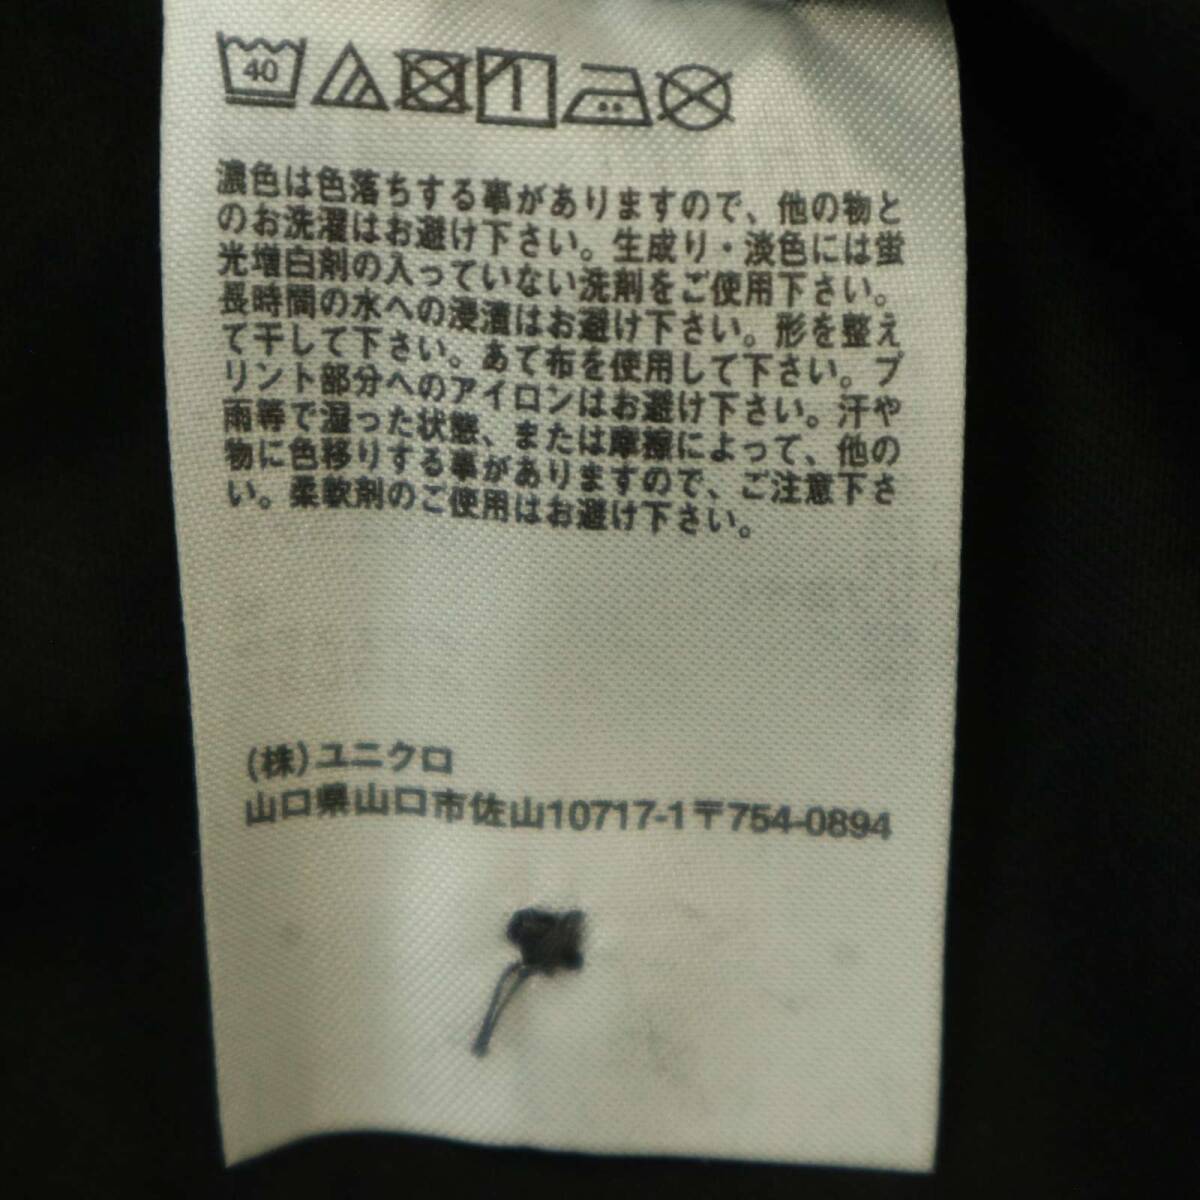 40
濃色は色落ちする事がありますので、他の物と
のお洗濯はお避け下さい。生成り・淡色には蛍
光増白剤の入っていない洗剤をご使用下さい。
長時間の水への浸漬はお避け下さい。形を整え
て干して下さい。あて布を使用して下さい。プ
リント部分へのアイロンはお避け下さい。汗や
雨等で湿った状態、または摩擦によって、他の
物に色移りする事がありますので、ご注意下さ
い。柔軟剤のご使用はお避け下さい。
(株)ユニクロ
山口県山口市佐山10717-1〒754-0894